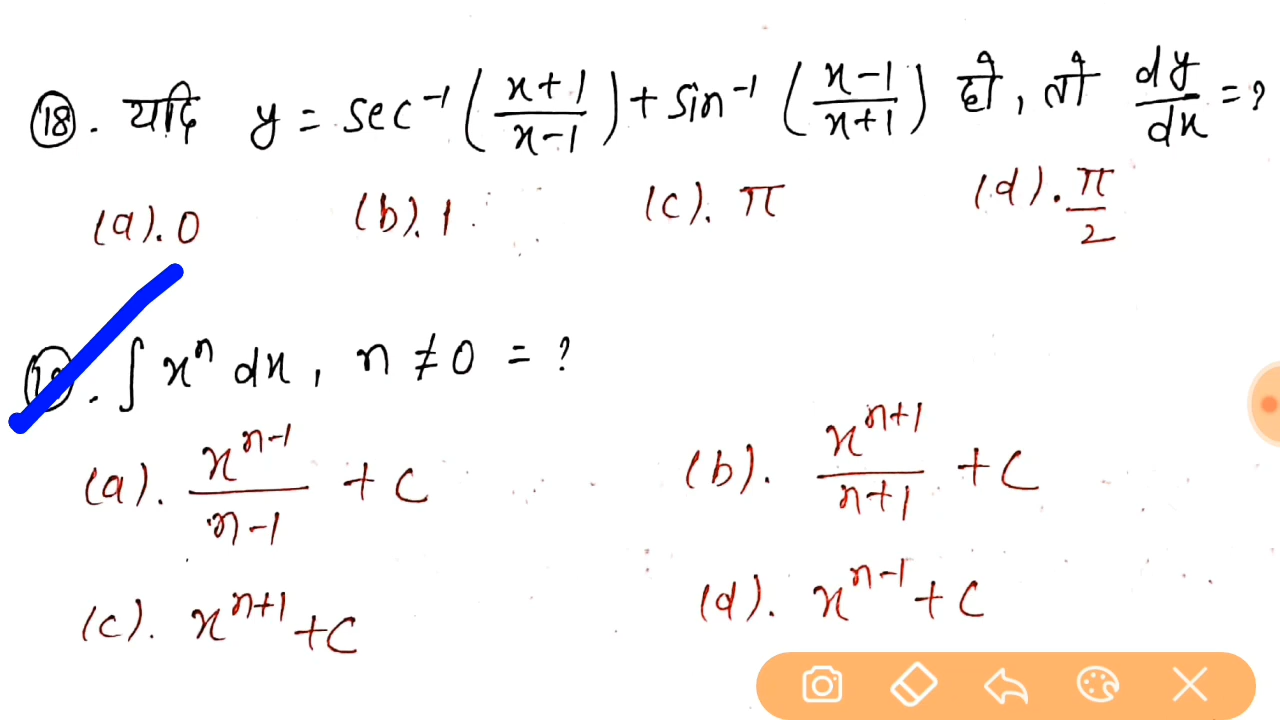 (18). यदि y = sec⁻¹ ((x+1)/(x-1)) + sin⁻¹ ((x-1)/(x+1)) हो, तो dy/dx = ?
(a). 0 (b). 1 (c). π (d). π/2
∫ xⁿ dx, n ≠ 0 = ?
(a). xⁿ⁻¹/(n-1) + C (b). xⁿ⁺¹/(n+1) + C
(c). xⁿ⁺¹ + C (d). xⁿ⁻¹ + C